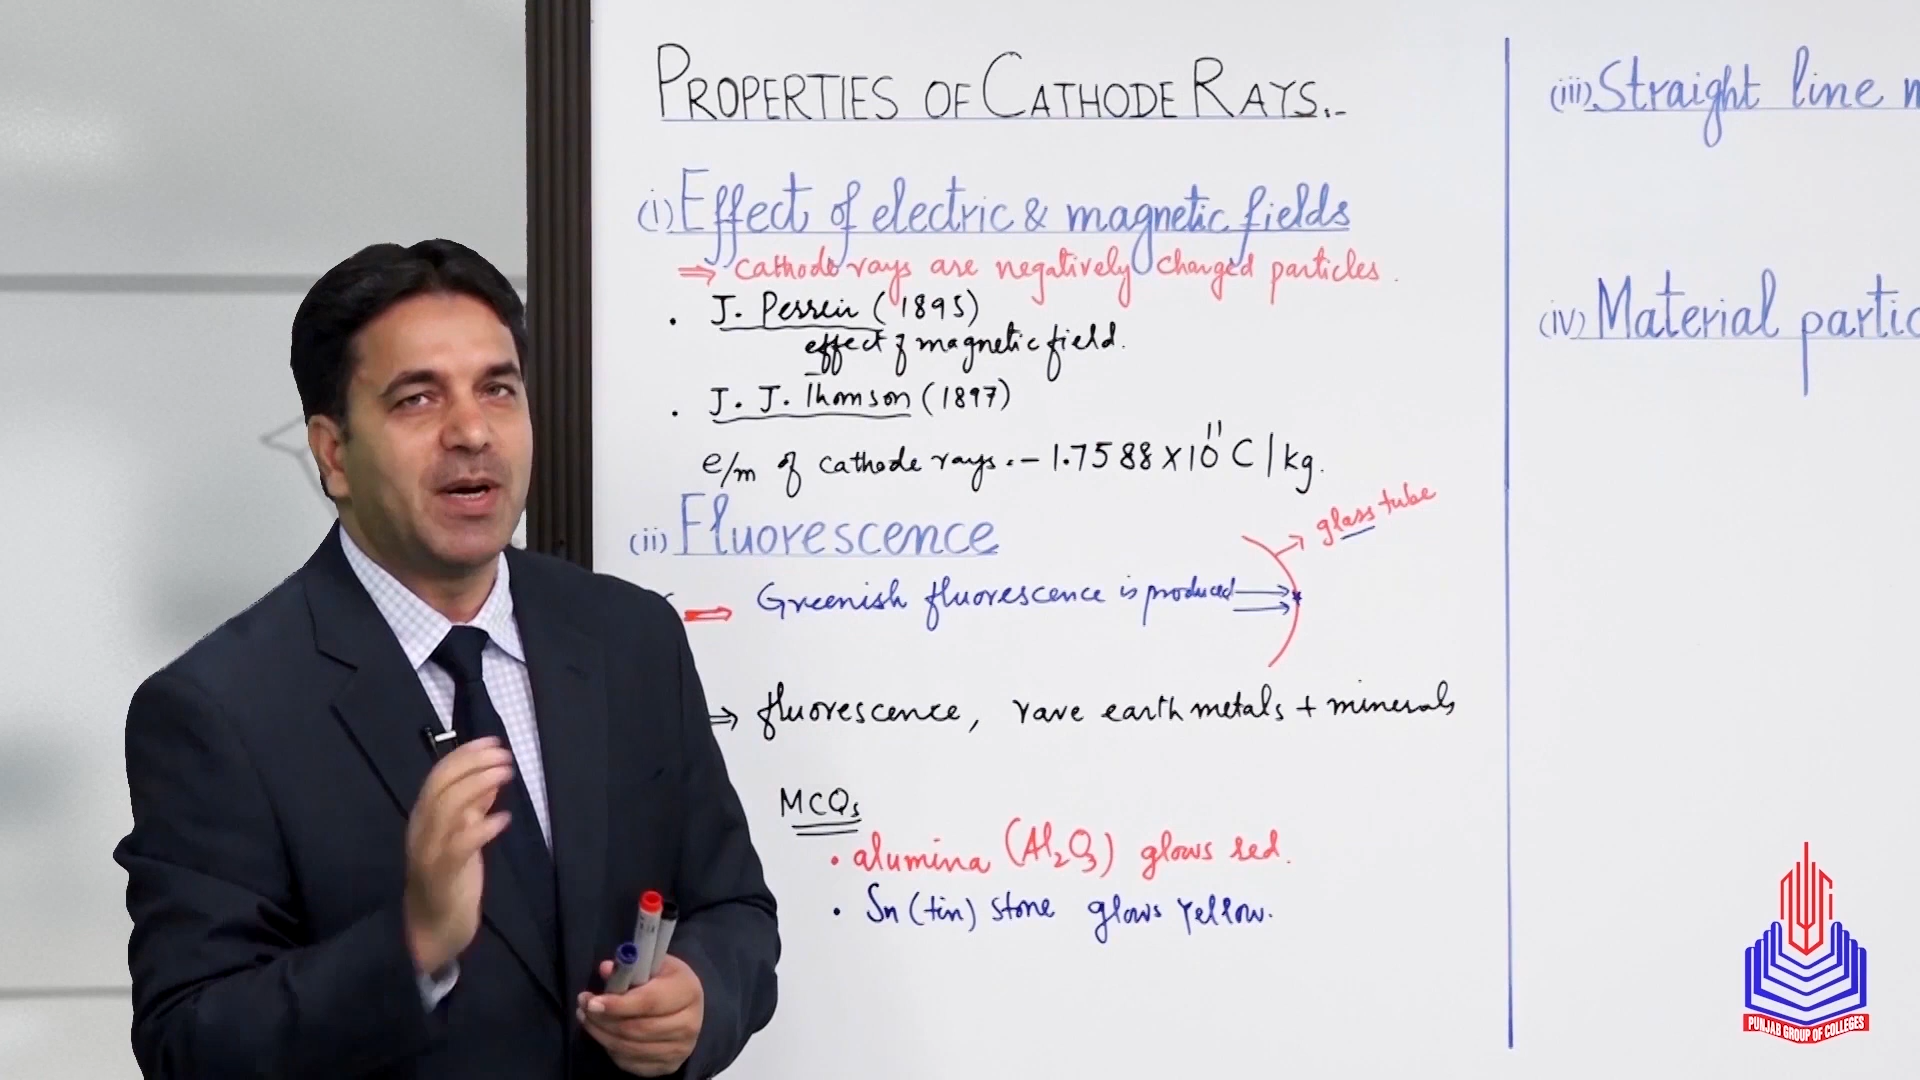 PROPERTIES OF CATHODE RAYS.-
(i) Effect of electric & magnetic fields
⇒ Cathode rays are negatively charged particles.
• J. Perrein (1895)
effect of magnetic field.
• J. J. Thomson (1897)
e/m of cathode rays.- 1.7588 x 10¹¹ C/kg.
(ii) Fluorescence
glass tube
⇒ Greenish fluorescence is produced
⇒ fluorescence, rare earth metals + minerals
MCQs
• alumina (Al₂O₃) glows red.
• Sn (tin) stone glows yellow.
(iii) Straight line
(iv) Material partic
PUNJAB GROUP OF COLLEGES